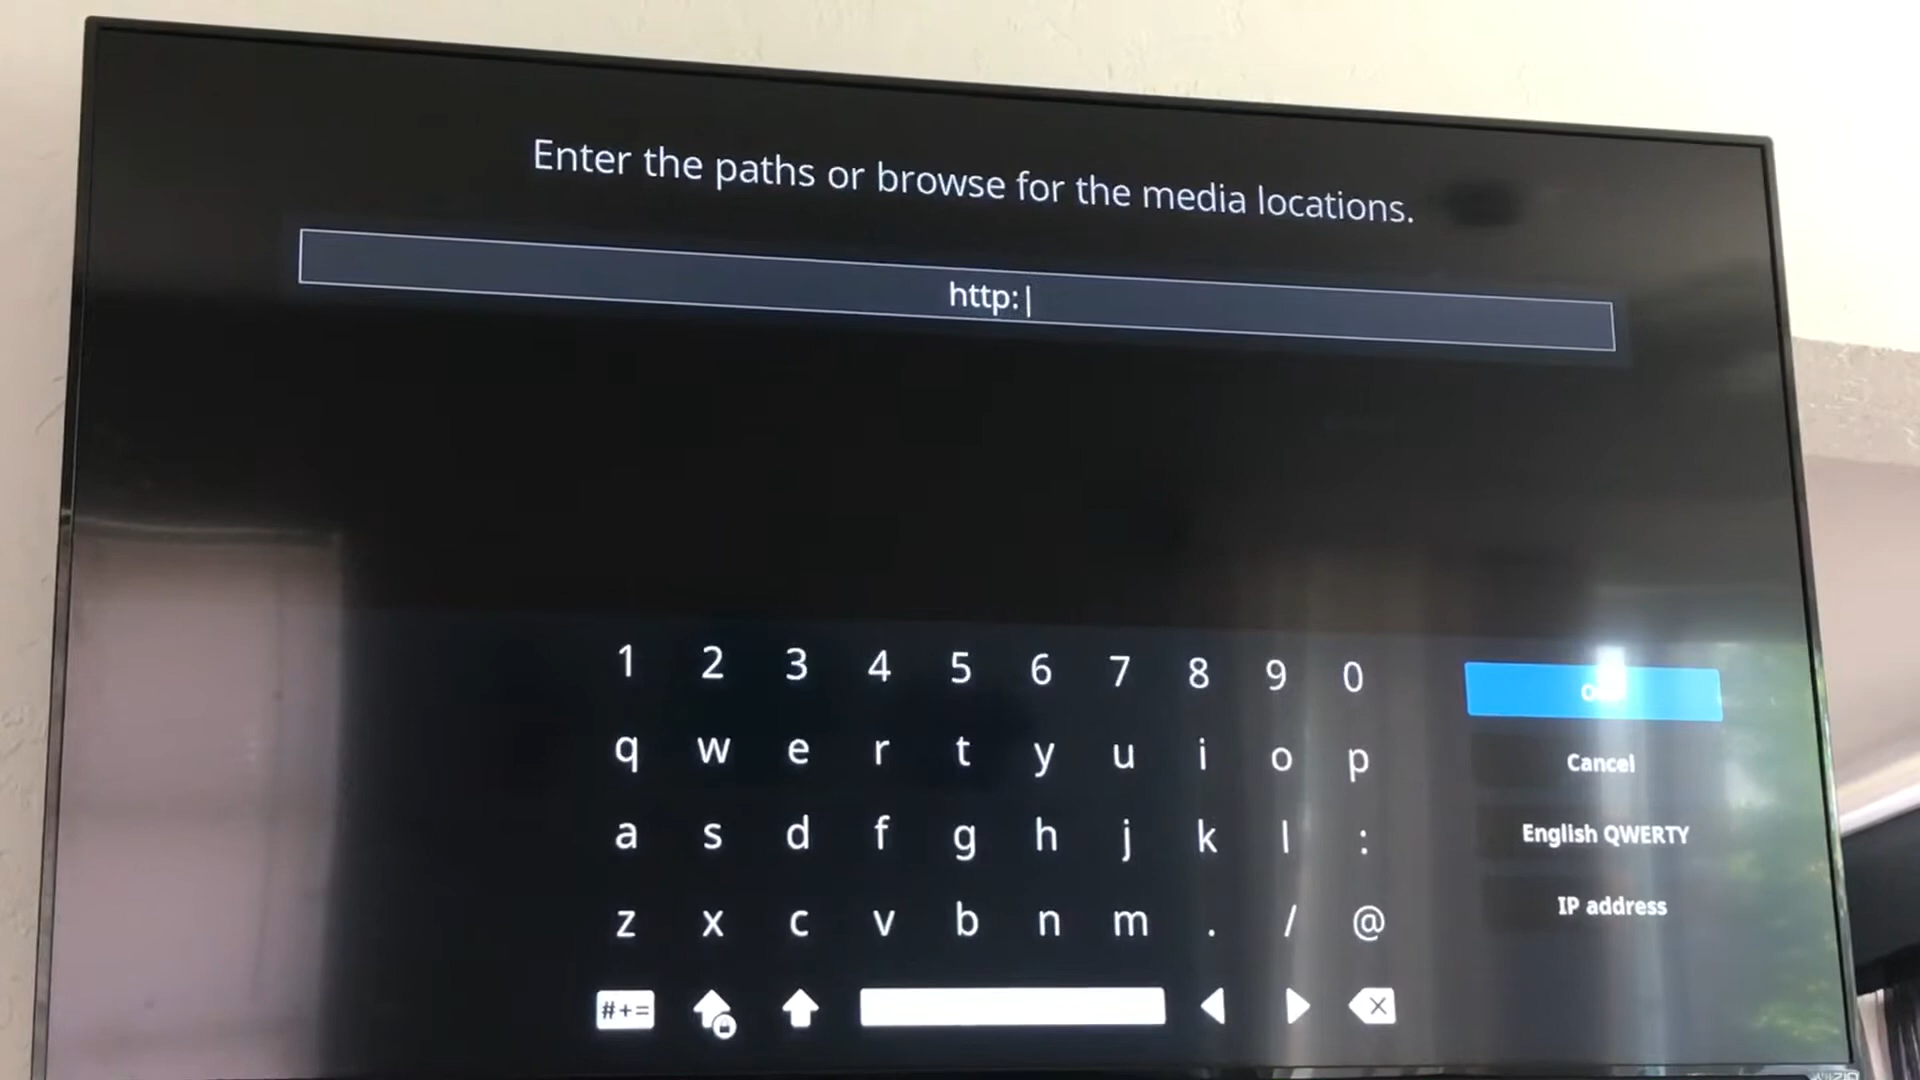 Enter the paths or browse for the media locations.
http:
1 2 3 4 5 6 7 8 9 0
q w e r t y u i o p
Cancel
a s d f g h j k l :
English QWERTY
z x c v b n m . / @
IP address
#+=